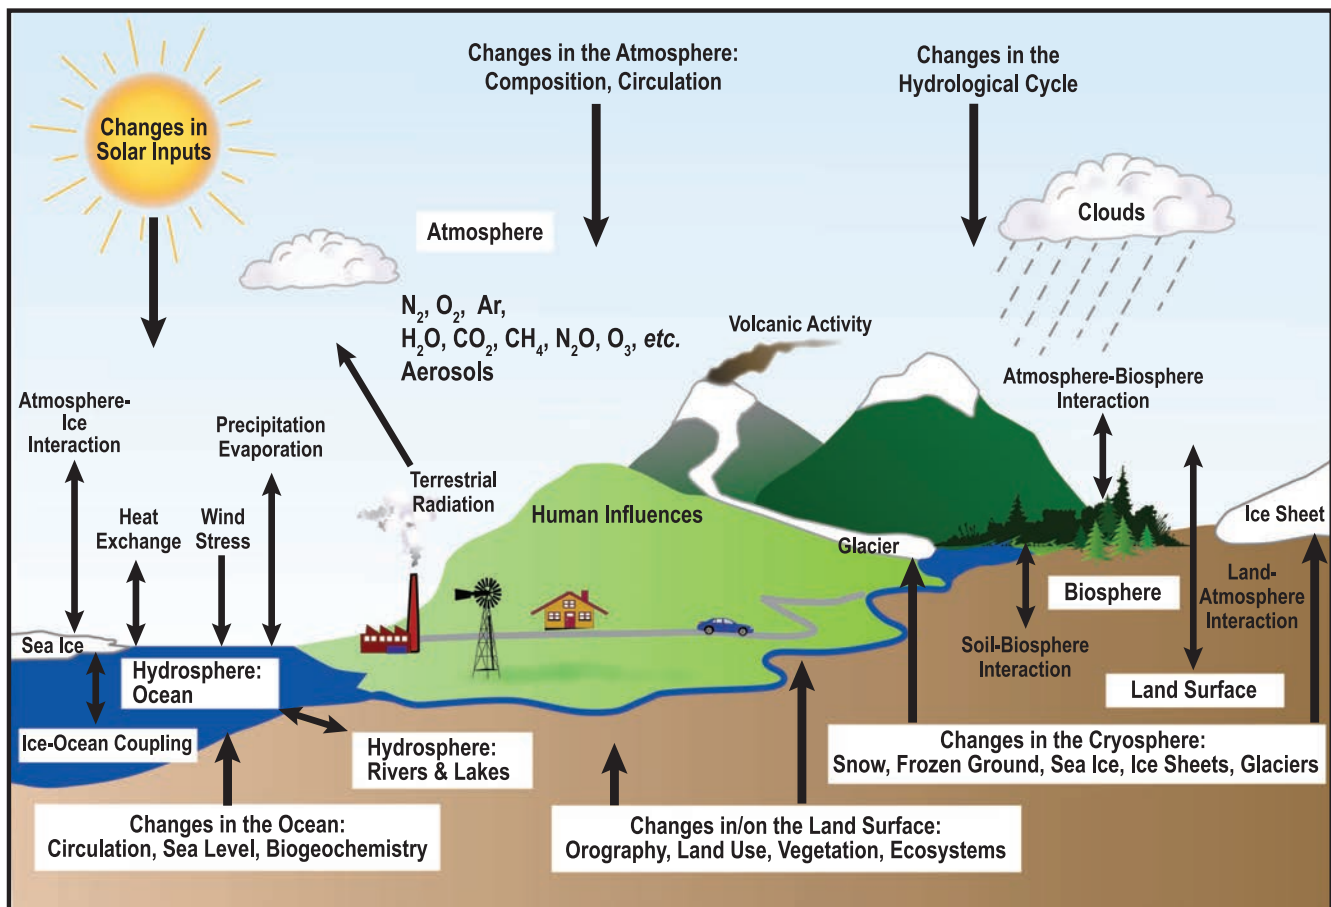 Changes in the Atmosphere:
Composition, Circulation
Changes in the
Hydrological Cycle
Changes in
Solar Inputs
Clouds
Atmosphere
N₂, O₂, Ar,
H₂O, CO₂, CH₄, N₂O, O₃, etc.
Aerosols
Volcanic Activity
Atmosphere-
Ice
Interaction
Precipitation
Evaporation
Terrestrial
Radiation
Atmosphere-Biosphere
Interaction
Heat
Exchange
Wind
Stress
Human Influences
Glacier
Ice Sheet
Land-
Atmosphere
Interaction
Biosphere
Soil-Biosphere
Interaction
Land Surface
Sea Ice
Hydrosphere:
Ocean
Ice-Ocean Coupling
Hydrosphere:
Rivers & Lakes
Changes in the Cryosphere:
Snow, Frozen Ground, Sea Ice, Ice Sheets, Glaciers
Changes in the Ocean:
Circulation, Sea Level, Biogeochemistry
Changes in/on the Land Surface:
Orography, Land Use, Vegetation, Ecosystems